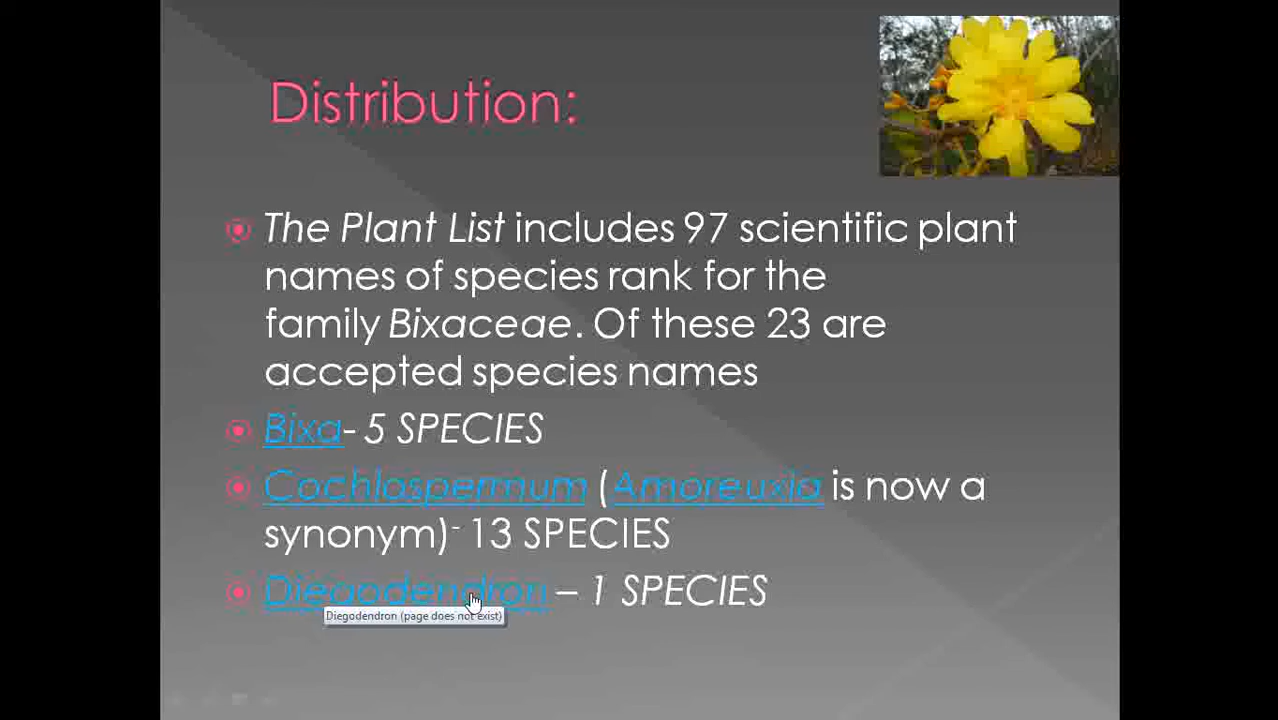 Distribution:
The Plant List includes 97 scientific plant
names of species rank for the
family Bixaceae. Of these 23 are
accepted species names
Bixa- 5 SPECIES
Cochlospermum (Amoreuxia is now a
synonym)- 13 SPECIES
Diegodendron – 1 SPECIES
Diegodendron (page does not exist)